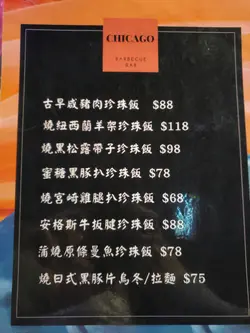 CHICAGO
BARBECUE
BAR
古早咸豬肉珍珠飯 $88
燒紐西蘭羊架珍珠飯 $118
燒黑松露帶子珍珠飯 $98
蜜糖黑豚扒珍珠飯 $78
燒宮崎雞腿扒珍珠飯 $68
安格斯牛板腱珍珠飯 $88
蒲燒原條曼魚珍珠飯 $78
燒日式黑豚片烏冬/拉麵 $75